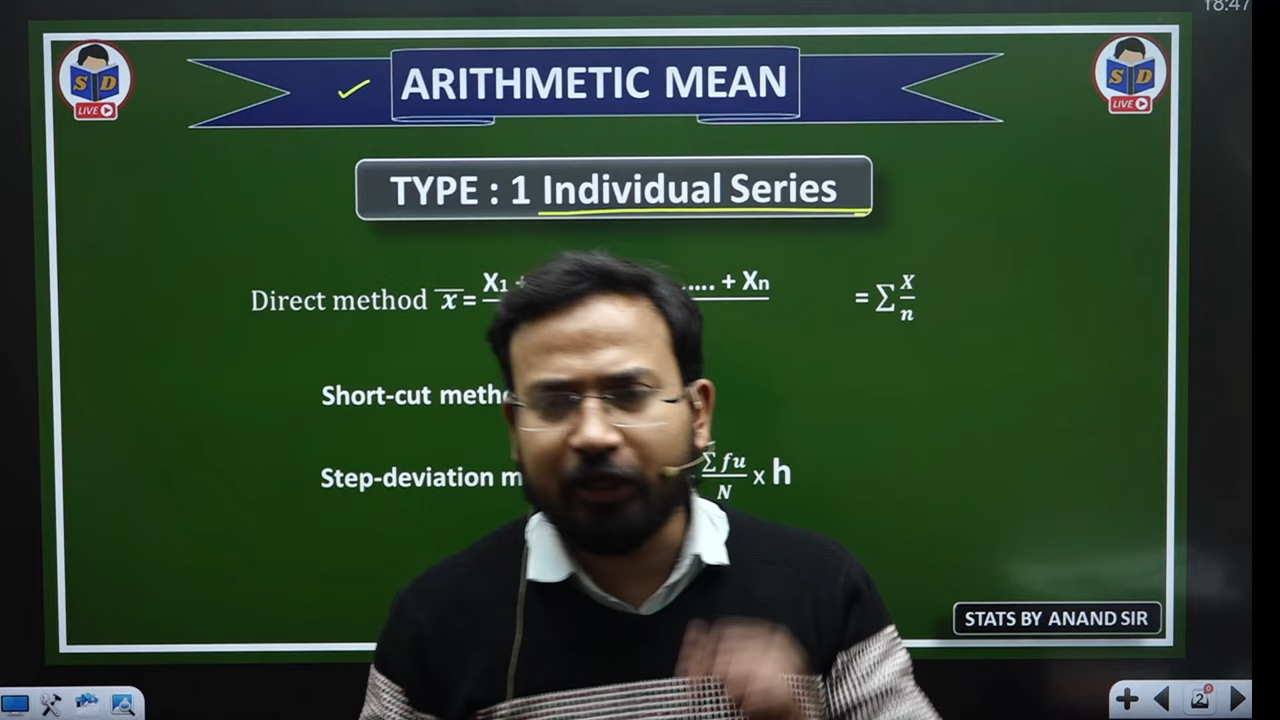 18:47
S D
LIVE
ARITHMETIC MEAN
S D
LIVE
TYPE : 1 Individual Series
Direct method x̄ = X₁ ..... + Xₙ = ∑ X/n
Short-cut
Step-deviation ∑fu/N x h
STATS BY ANAND SIR
2